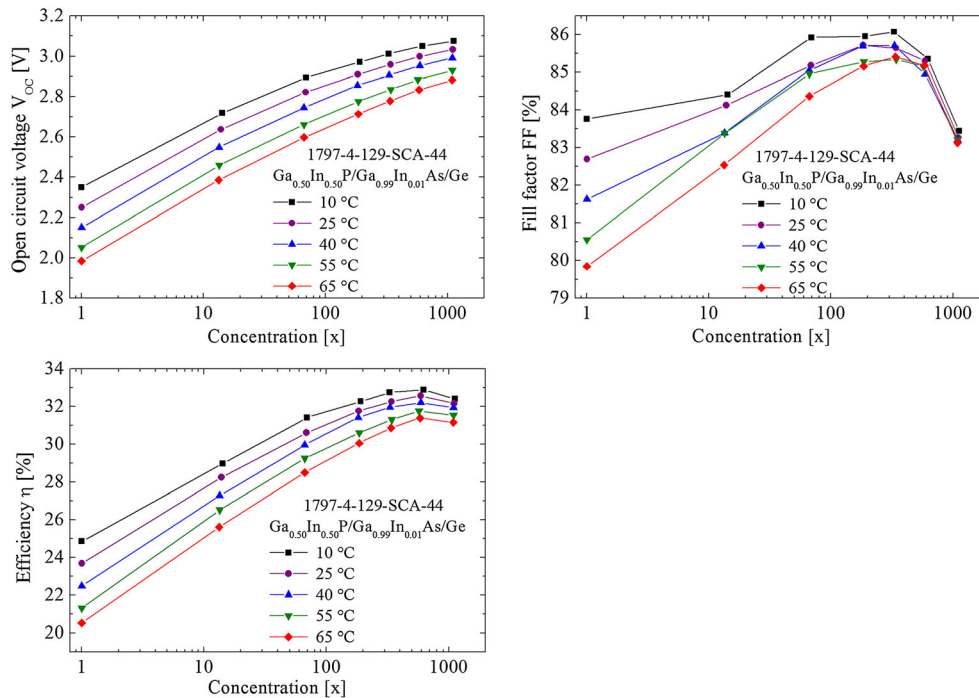 Open circuit voltage V_OC [V]
3.2
3.0
2.8
2.6
2.4
2.2
2.0
1.8
1797-4-129-SCA-44
Ga0.50In0.50P/Ga0.99In0.01As/Ge
10 °C
25 °C
40 °C
55 °C
65 °C
1 10 100 1000
Concentration [x]
Fill factor FF [%]
86
85
84
83
82
81
80
79
1797-4-129-SCA-44
Ga0.50In0.50P/Ga0.99In0.01As/Ge
10 °C
25 °C
40 °C
55 °C
65 °C
1 10 100 1000
Concentration [x]
Efficiency η [%]
34
33
32
30
28
26
24
22
20
1797-4-129-SCA-44
Ga0.50In0.50P/Ga0.99In0.01As/Ge
10 °C
25 °C
40 °C
55 °C
65 °C
1 10 100 1000
Concentration [x]